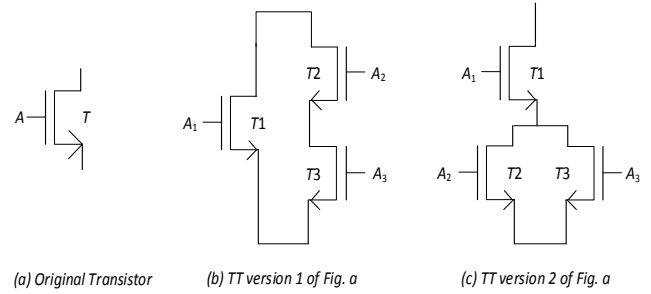 A
T
A1
T1
T2
A2
T3
A3
A1
T1
A2
T2
T3
A3
(a) Original Transistor
(b) TT version 1 of Fig. a
(c) TT version 2 of Fig. a